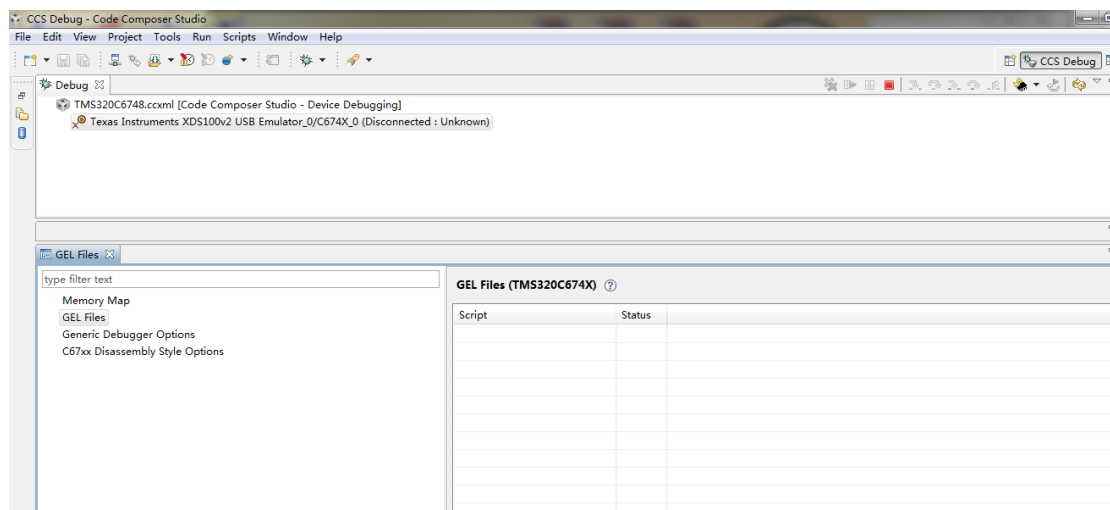 CCS Debug - Code Composer Studio
File Edit View Project Tools Run Scripts Window Help
CCS Debug
Debug
TMS320C6748.ccxml [Code Composer Studio - Device Debugging]
Texas Instruments XDS100v2 USB Emulator_0/C674X_0 (Disconnected : Unknown)
GEL Files
type filter text
Memory Map
GEL Files
Generic Debugger Options
C67xx Disassembly Style Options
GEL Files (TMS320C674X)
Script Status